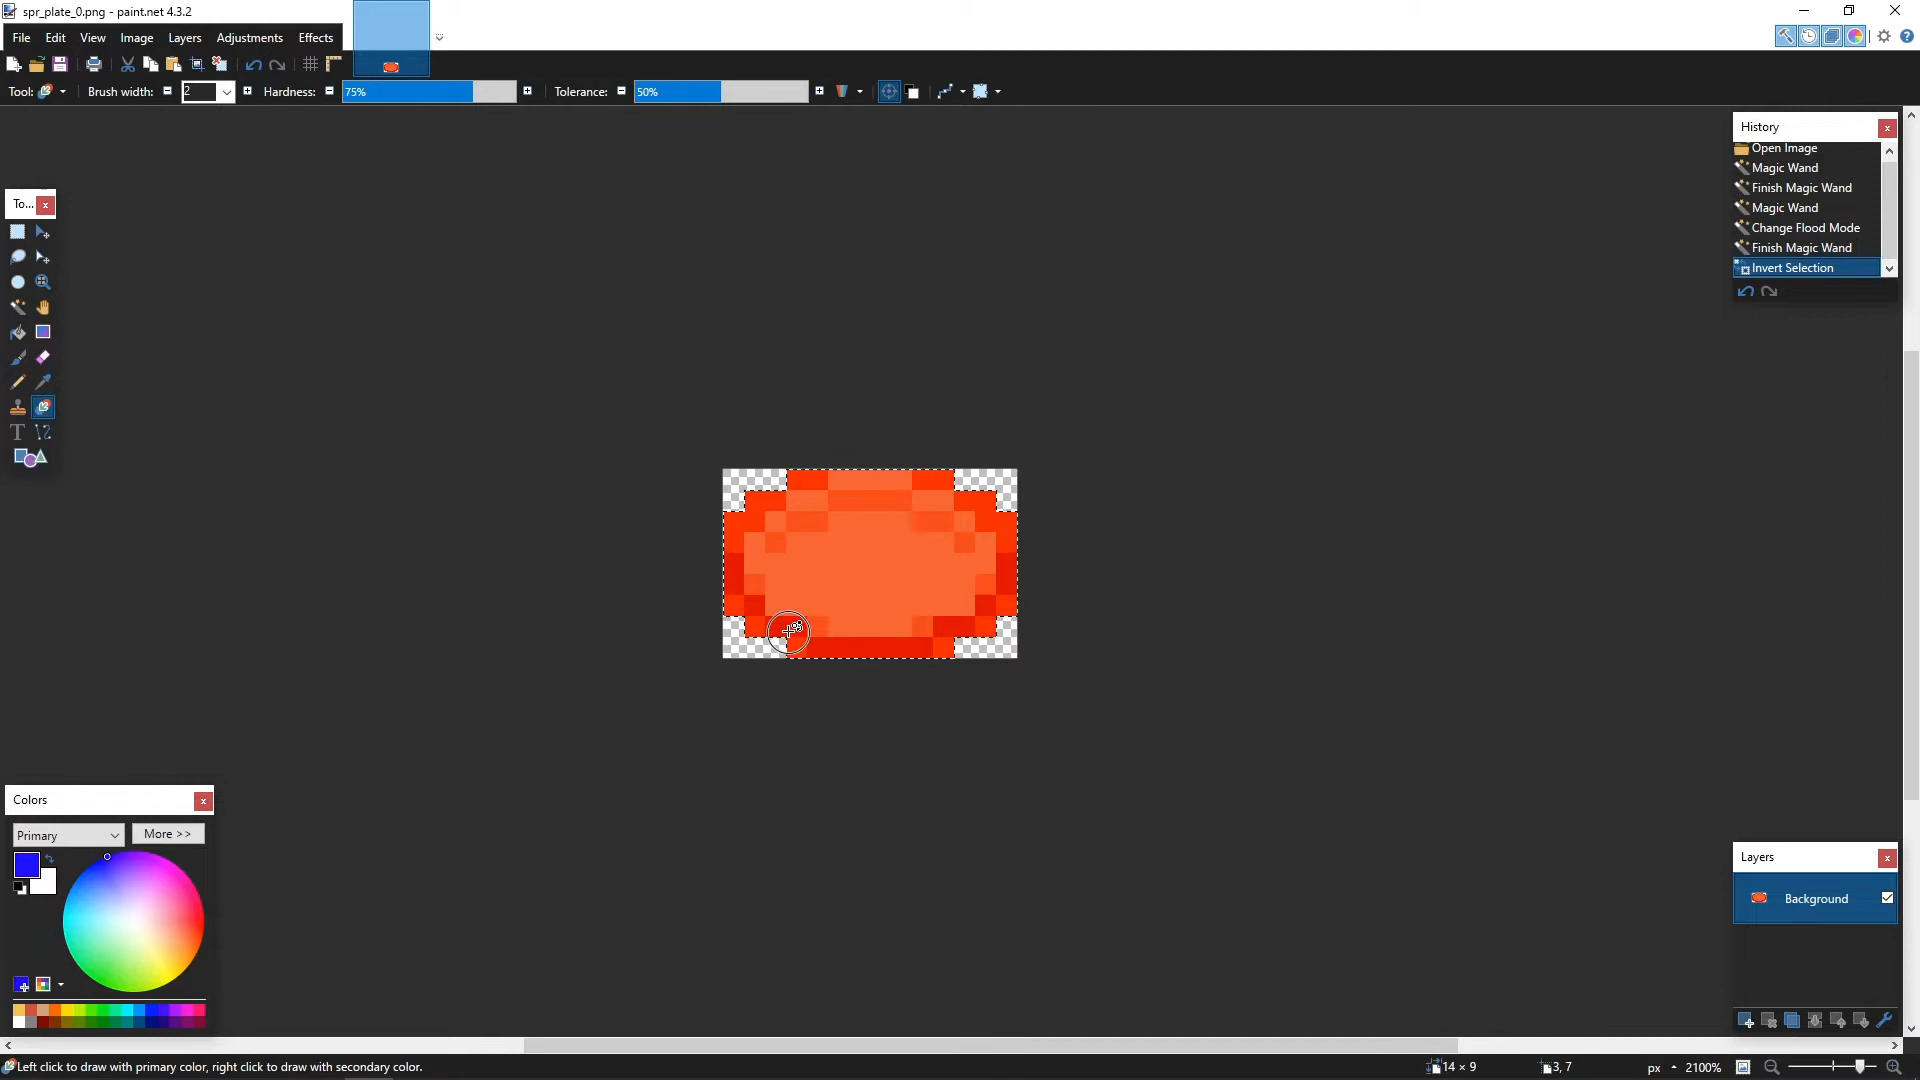 spr_plate_0.png - paint.net 4.3.2
File Edit View Image Layers Adjustments Effects
Tool: Brush width: 2 Hardness: 75% Tolerance: 50%
History
Open Image
Magic Wand
Finish Magic Wand
Magic Wand
Change Flood Mode
Finish Magic Wand
Invert Selection
To...
Colors
Primary More >>
Layers
Background
Left click to draw with primary color, right click to draw with secondary color. 14 × 9 3, 7 px 2100%